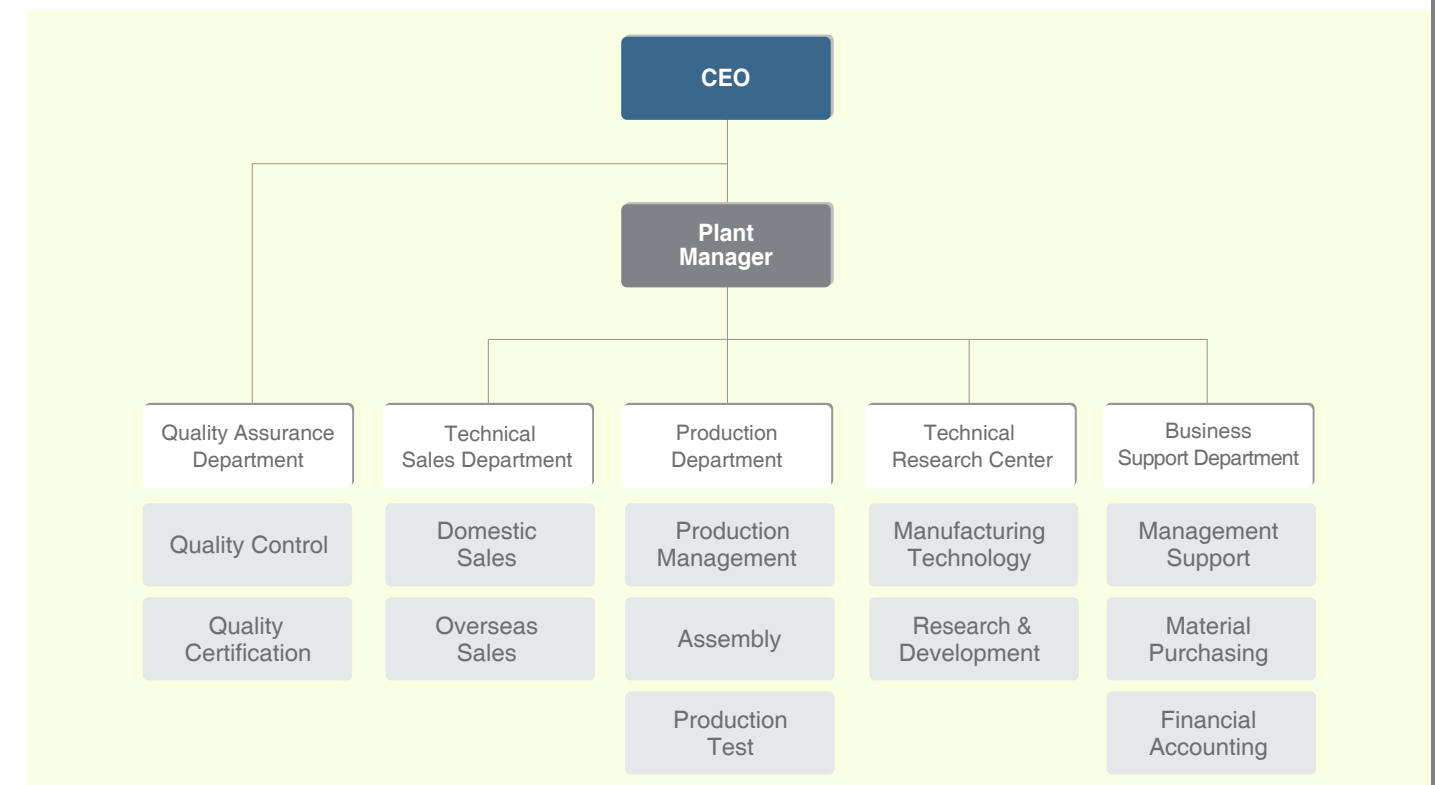 CEO
Plant
Manager
Quality Assurance
Department
Technical
Sales Department
Production
Department
Technical
Research Center
Business
Support Department
Quality Control
Domestic
Sales
Production
Management
Manufacturing
Technology
Management
Support
Quality
Certification
Overseas
Sales
Assembly
Research &
Development
Material
Purchasing
Production
Test
Financial
Accounting